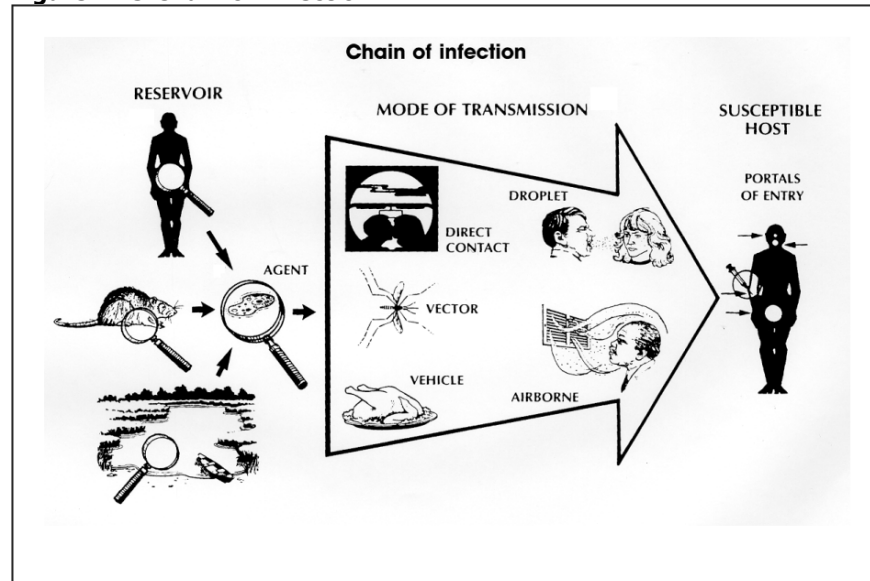 Chain of infection
RESERVOIR
MODE OF TRANSMISSION
SUSCEPTIBLE
HOST
PORTALS
OF ENTRY
DROPLET
DIRECT
CONTACT
AGENT
VECTOR
VEHICLE
AIRBORNE